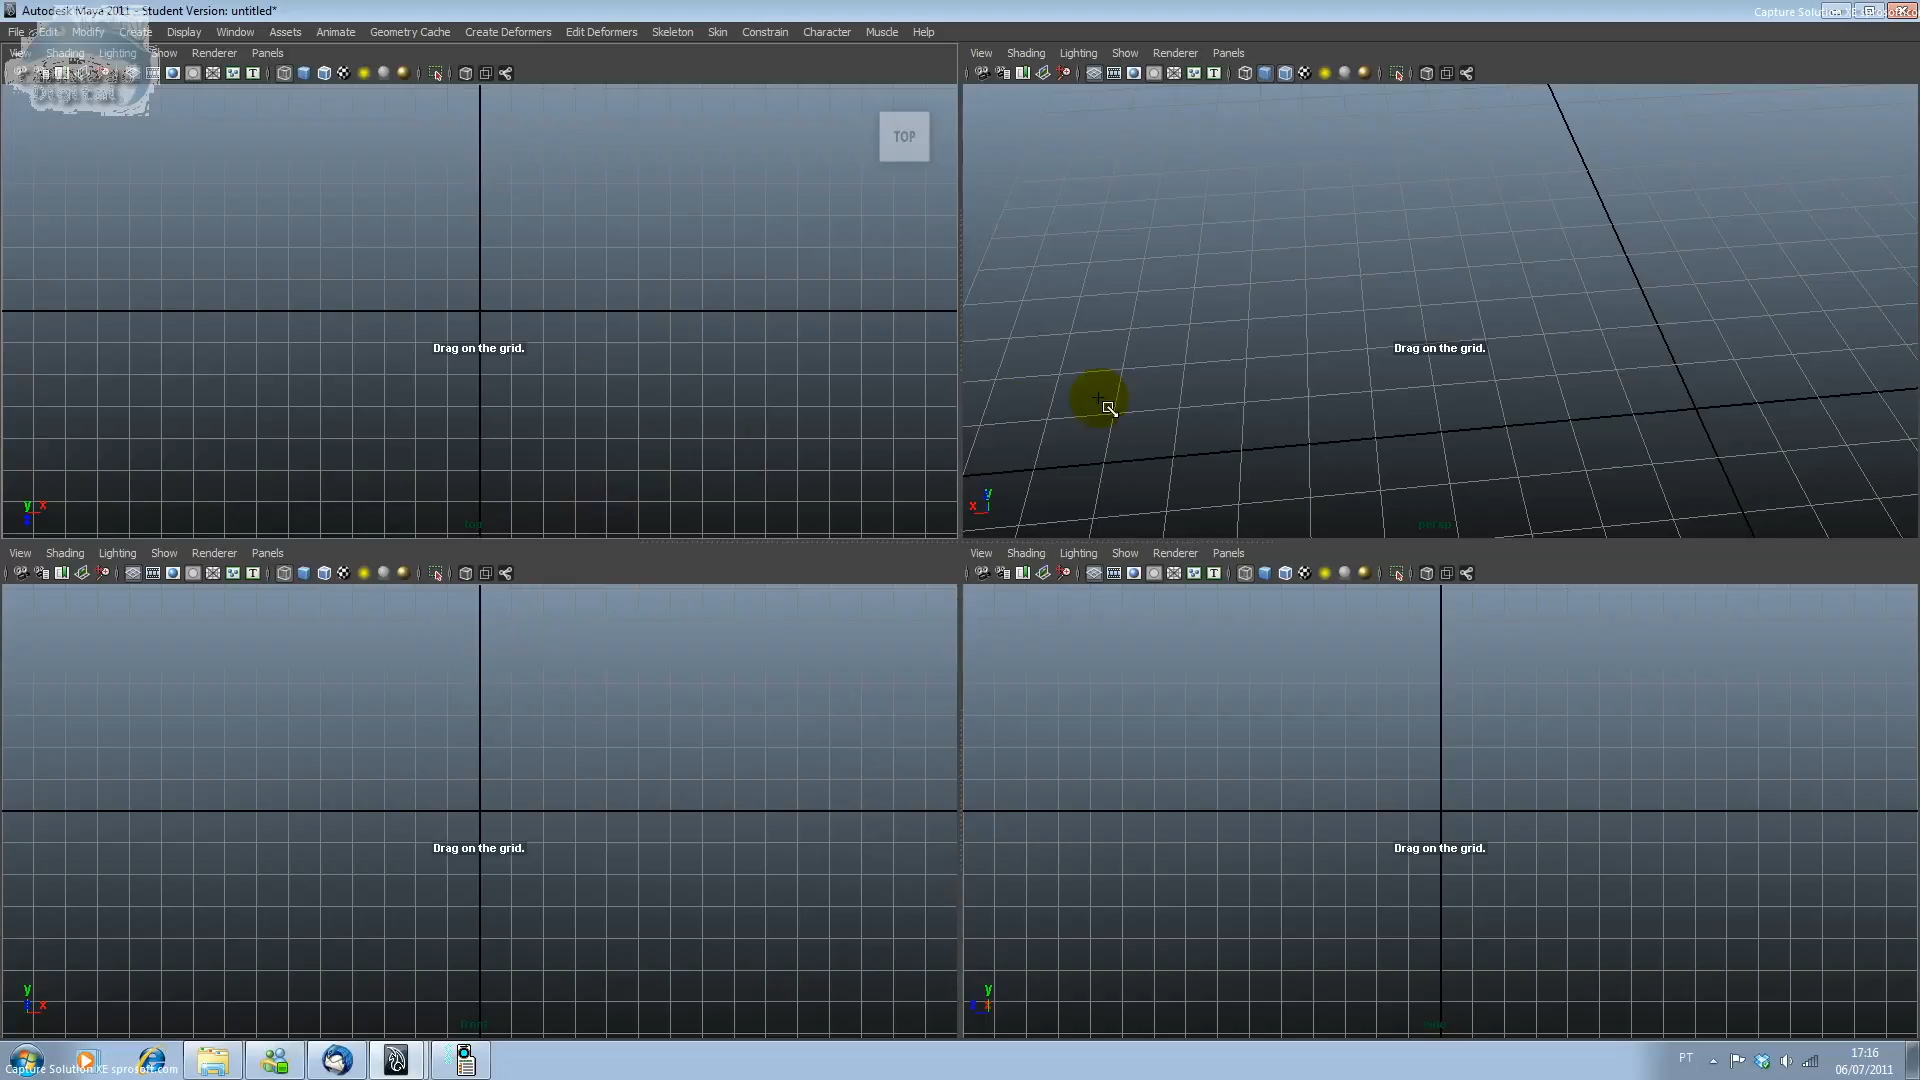 Autodesk Maya 2011 - Student Version: untitled*
File Edit Modify Create Display Window Assets Animate Geometry Cache Create Deformers Edit Deformers Skeleton Skin Constrain Character Muscle Help
View Shading Lighting Show Renderer Panels
View Shading Lighting Show Renderer Panels
TOP
Drag on the grid.
Drag on the grid.
y x
x y
top
persp
View Shading Lighting Show Renderer Panels
View Shading Lighting Show Renderer Panels
Drag on the grid.
Drag on the grid.
y
x
y
front
PT
17:16
06/07/2011
Capture Solution XE sprosoft.com